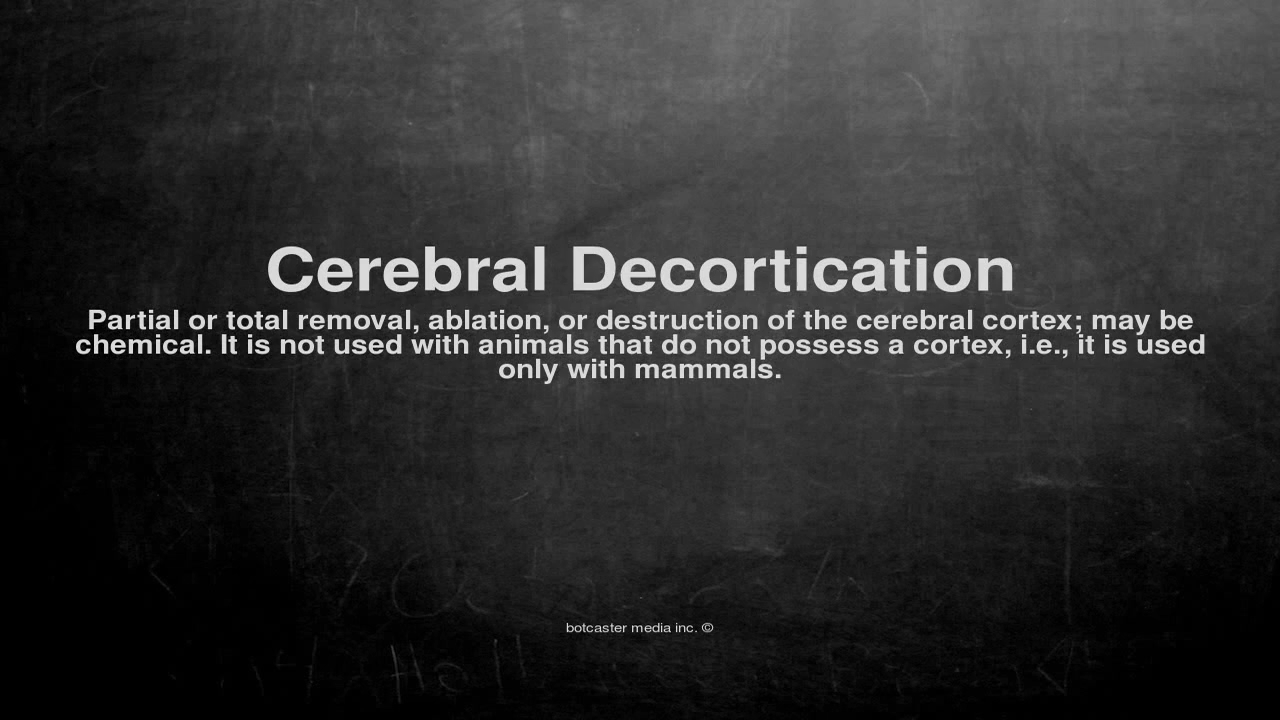 Cerebral Decortication
Partial or total removal, ablation, or destruction of the cerebral cortex; may be
chemical. It is not used with animals that do not possess a cortex, i.e., it is used
only with mammals.
botcaster media inc. ©